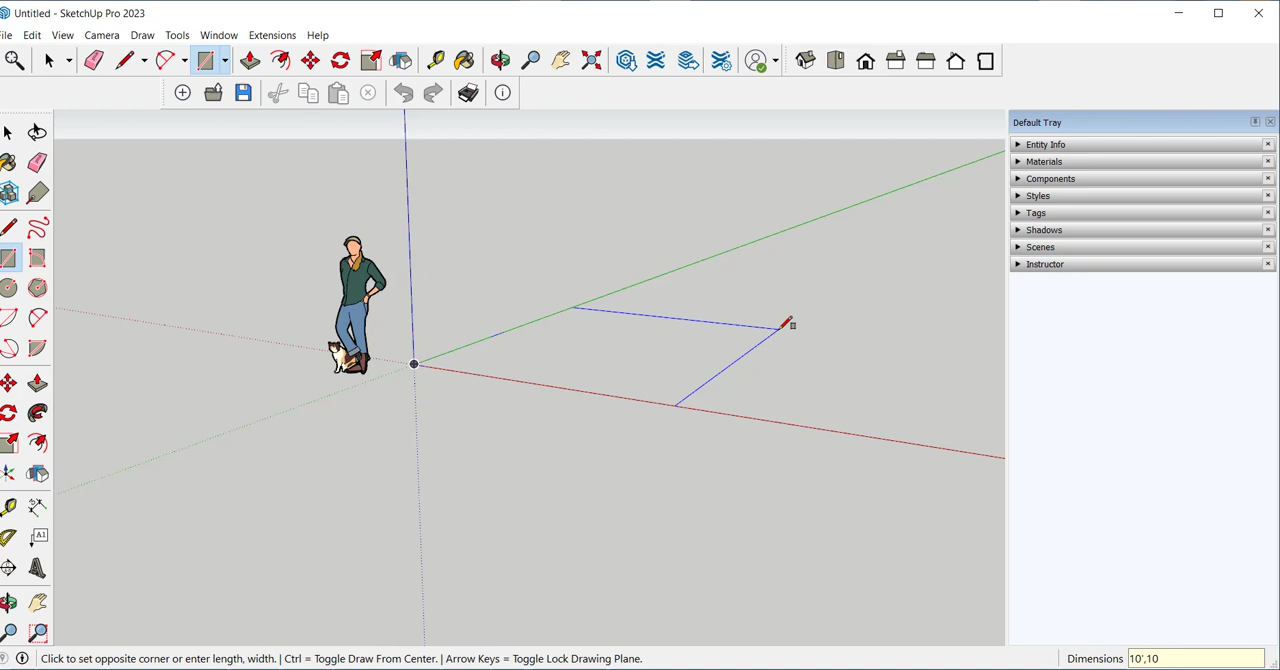 Untitled - SketchUp Pro 2023
File Edit View Camera Draw Tools Window Extensions Help
Default Tray
Entity Info
Materials
Components
Styles
Tags
Shadows
Scenes
Instructor
A1
Click to set opposite corner or enter length, width. | Ctrl = Toggle Draw From Center. | Arrow Keys = Toggle Lock Drawing Plane. Dimensions 10',10